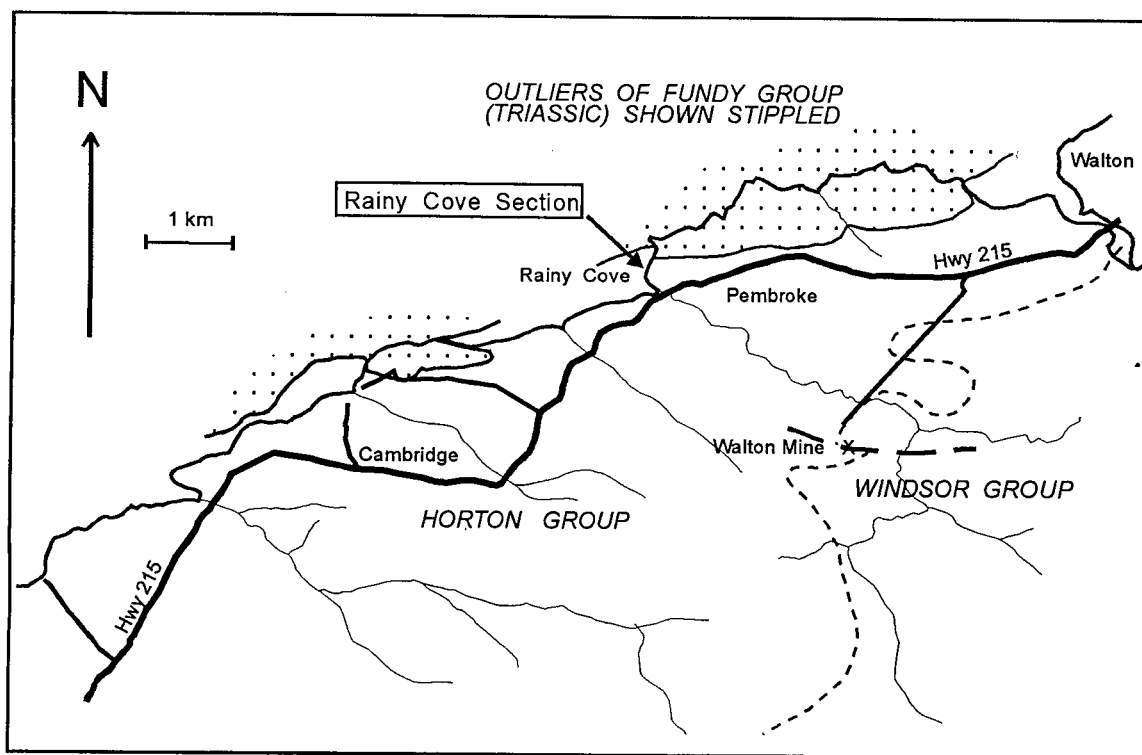 N
OUTLIERS OF FUNDY GROUP
(TRIASSIC) SHOWN STIPPLED
Walton
Rainy Cove Section
1 km
Rainy Cove
Hwy 215
Pembroke
Cambridge
Walton Mine X
HORTON GROUP
WINDSOR GROUP
Hwy 215